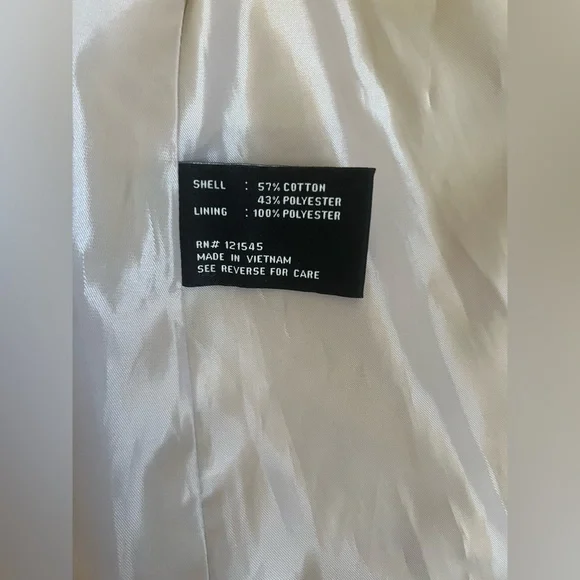 SHELL : 57% COTTON
43% POLYESTER
LINING : 100% POLYESTER
RN# 121545
MADE IN VIETNAM
SEE REVERSE FOR CARE